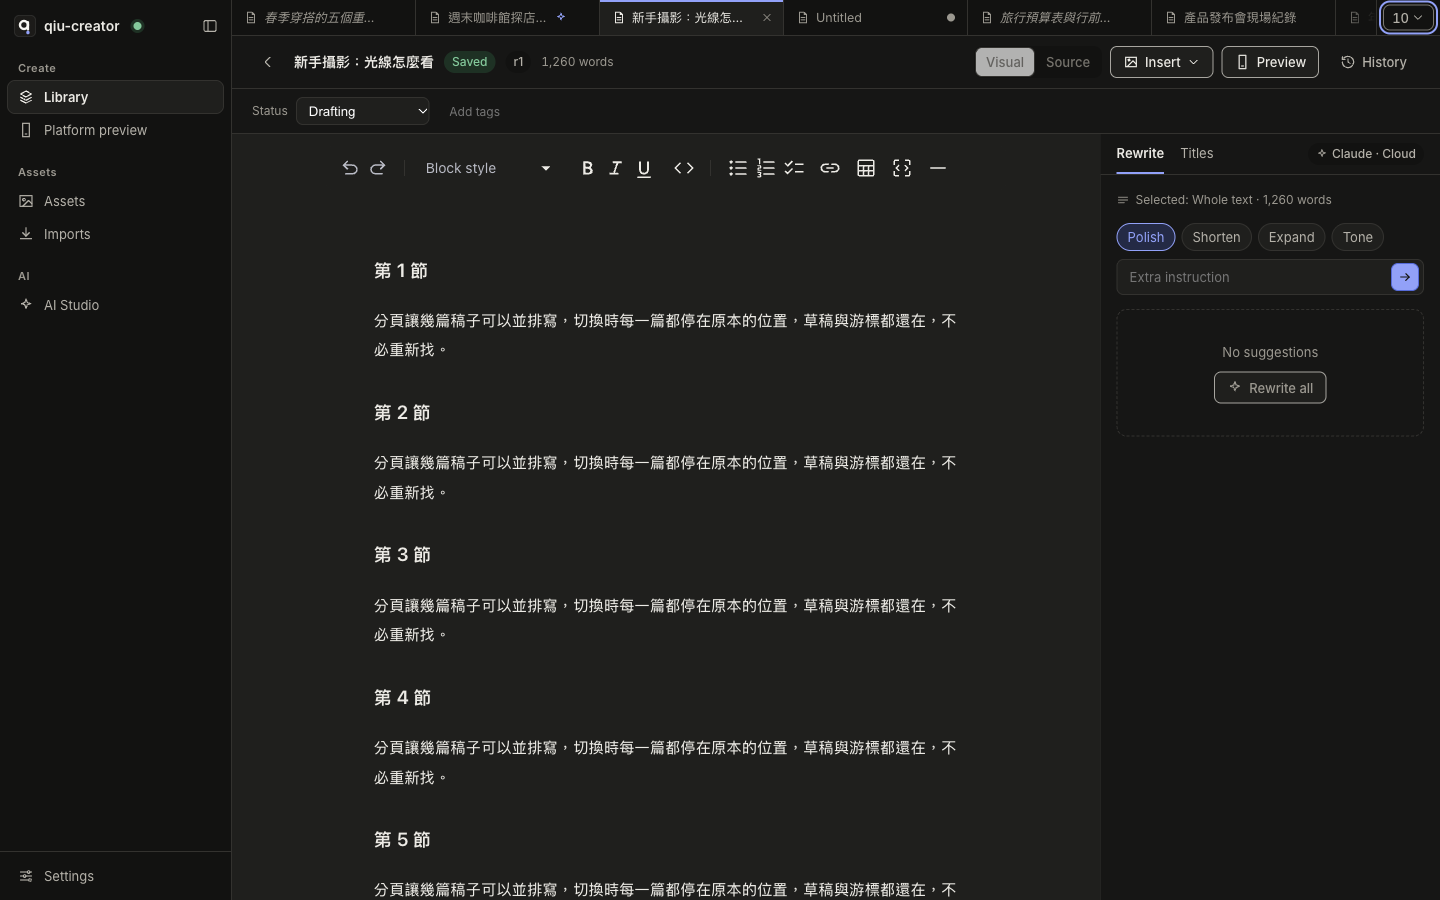 qiu-creator
Create
Library
Platform preview
Assets
Assets
Imports
AI
AI Studio
Settings
春季穿搭的五個重...
週末咖啡館探店...
新手攝影：光線怎...
Untitled
旅行預算表與行前...
產品發布會現場紀錄
10
新手攝影：光線怎麼看
Saved
r1
1,260 words
Visual
Source
Insert
Preview
History
Status
Drafting
Add tags
Block style
第 1 節
分頁讓幾篇稿子可以並排寫，切換時每一篇都停在原本的位置，草稿與游標都還在，不
必重新找。
第 2 節
分頁讓幾篇稿子可以並排寫，切換時每一篇都停在原本的位置，草稿與游標都還在，不
必重新找。
第 3 節
分頁讓幾篇稿子可以並排寫，切換時每一篇都停在原本的位置，草稿與游標都還在，不
必重新找。
第 4 節
分頁讓幾篇稿子可以並排寫，切換時每一篇都停在原本的位置，草稿與游標都還在，不
必重新找。
第 5 節
分頁讓幾篇稿子可以並排寫，切換時每一篇都停在原本的位置，草稿與游標都還在，不
Rewrite
Titles
Claude · Cloud
Selected: Whole text · 1,260 words
Polish
Shorten
Expand
Tone
Extra instruction
No suggestions
Rewrite all